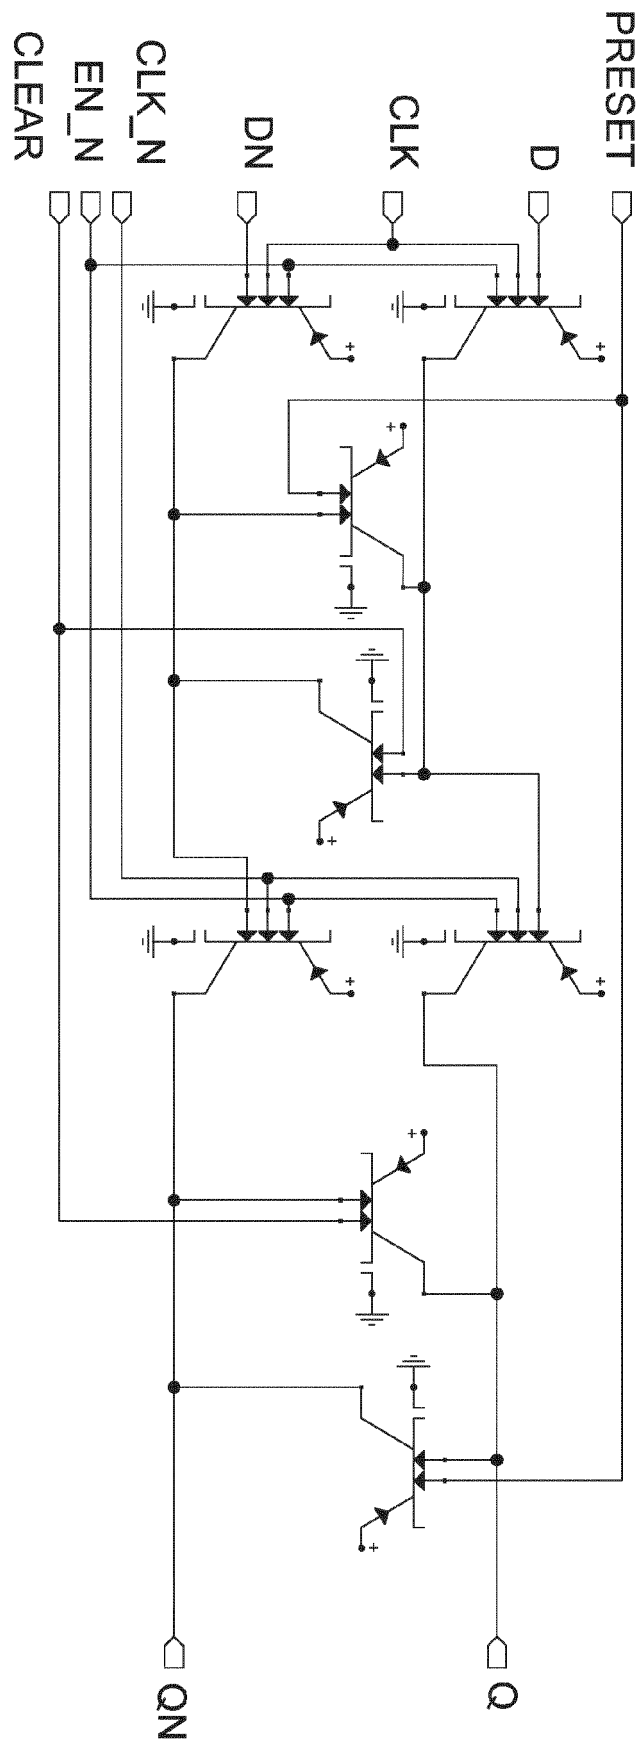 PRESET
D
CLK
DN
CLK_N
EN_N
CLEAR
+
+
+
+
+
+
+
+
Q
QN